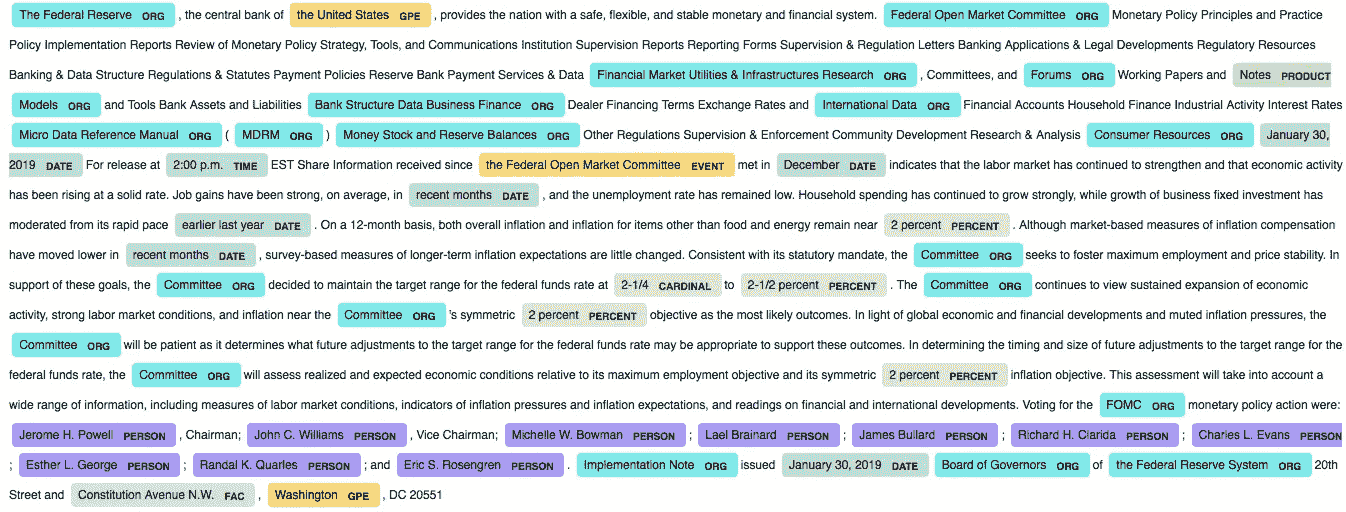 The Federal Reserve ORG , the central bank of the United States GPE , provides the nation with a safe, flexible, and stable monetary and financial system. Federal Open Market Committee ORG Monetary Policy Principles and Practice
Policy Implementation Reports Review of Monetary Policy Strategy, Tools, and Communications Institution Supervision Reports Reporting Forms Supervision & Regulation Letters Banking Applications & Legal Developments Regulatory Resources
Banking & Data Structure Regulations & Statutes Payment Policies Reserve Bank Payment Services & Data Financial Market Utilities & Infrastructures Research ORG , Committees, and Forums ORG Working Papers and Notes PRODUCT
Models ORG and Tools Bank Assets and Liabilities Bank Structure Data Business Finance ORG Dealer Financing Terms Exchange Rates and International Data ORG Financial Accounts Household Finance Industrial Activity Interest Rates
Micro Data Reference Manual ORG ( MDRM ORG ) Money Stock and Reserve Balances ORG Other Regulations Supervision & Enforcement Community Development Research & Analysis Consumer Resources ORG January 30,
2019 DATE For release at 2:00 p.m. TIME EST Share Information received since the Federal Open Market Committee EVENT met in December DATE indicates that the labor market has continued to strengthen and that economic activity
has been rising at a solid rate. Job gains have been strong, on average, in recent months DATE , and the unemployment rate has remained low. Household spending has continued to grow strongly, while growth of business fixed investment has
moderated from its rapid pace earlier last year DATE . On a 12-month basis, both overall inflation and inflation for items other than food and energy remain near 2 percent PERCENT . Although market-based measures of inflation compensation
have moved lower in recent months DATE , survey-based measures of longer-term inflation expectations are little changed. Consistent with its statutory mandate, the Committee ORG seeks to foster maximum employment and price stability. In
support of these goals, the Committee ORG decided to maintain the target range for the federal funds rate at 2-1/4 CARDINAL to 2-1/2 percent PERCENT . The Committee ORG continues to view sustained expansion of economic
activity, strong labor market conditions, and inflation near the Committee ORG 's symmetric 2 percent PERCENT objective as the most likely outcomes. In light of global economic and financial developments and muted inflation pressures, the
Committee ORG will be patient as it determines what future adjustments to the target range for the federal funds rate may be appropriate to support these outcomes. In determining the timing and size of future adjustments to the target range for the
federal funds rate, the Committee ORG will assess realized and expected economic conditions relative to its maximum employment objective and its symmetric 2 percent PERCENT inflation objective. This assessment will take into account a
wide range of information, including measures of labor market conditions, indicators of inflation pressures and inflation expectations, and readings on financial and international developments. Voting for the FOMC ORG monetary policy action were:
Jerome H. Powell PERSON , Chairman; John C. Williams PERSON , Vice Chairman; Michelle W. Bowman PERSON ; Lael Brainard PERSON ; James Bullard PERSON ; Richard H. Clarida PERSON ; Charles L. Evans PERSON
; Esther L. George PERSON ; Randal K. Quarles PERSON ; and Eric S. Rosengren PERSON . Implementation Note ORG issued January 30, 2019 DATE Board of Governors ORG of the Federal Reserve System ORG 20th
Street and Constitution Avenue N.W. FAC , Washington GPE , DC 20551